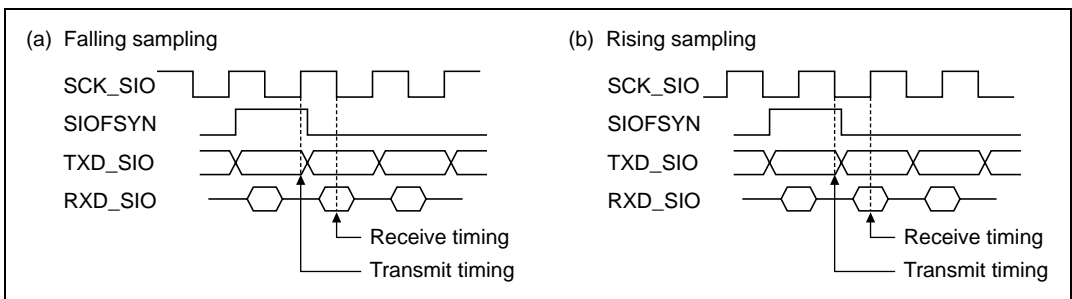 (a) Falling sampling
SCK_SIO
SIOFSYN
TXD_SIO
RXD_SIO
Receive timing
Transmit timing
(b) Rising sampling
SCK_SIO
SIOFSYN
TXD_SIO
RXD_SIO
Receive timing
Transmit timing